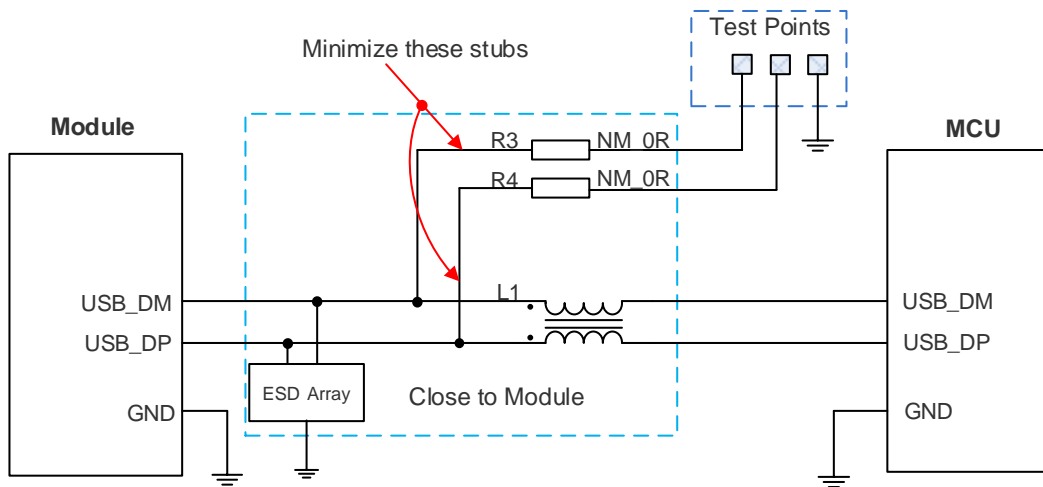 Test Points
Minimize these stubs
Module
MCU
R3
NM_0R
R4
NM_0R
L1
USB_DM
USB_DM
USB_DP
USB_DP
ESD Array
Close to Module
GND
GND